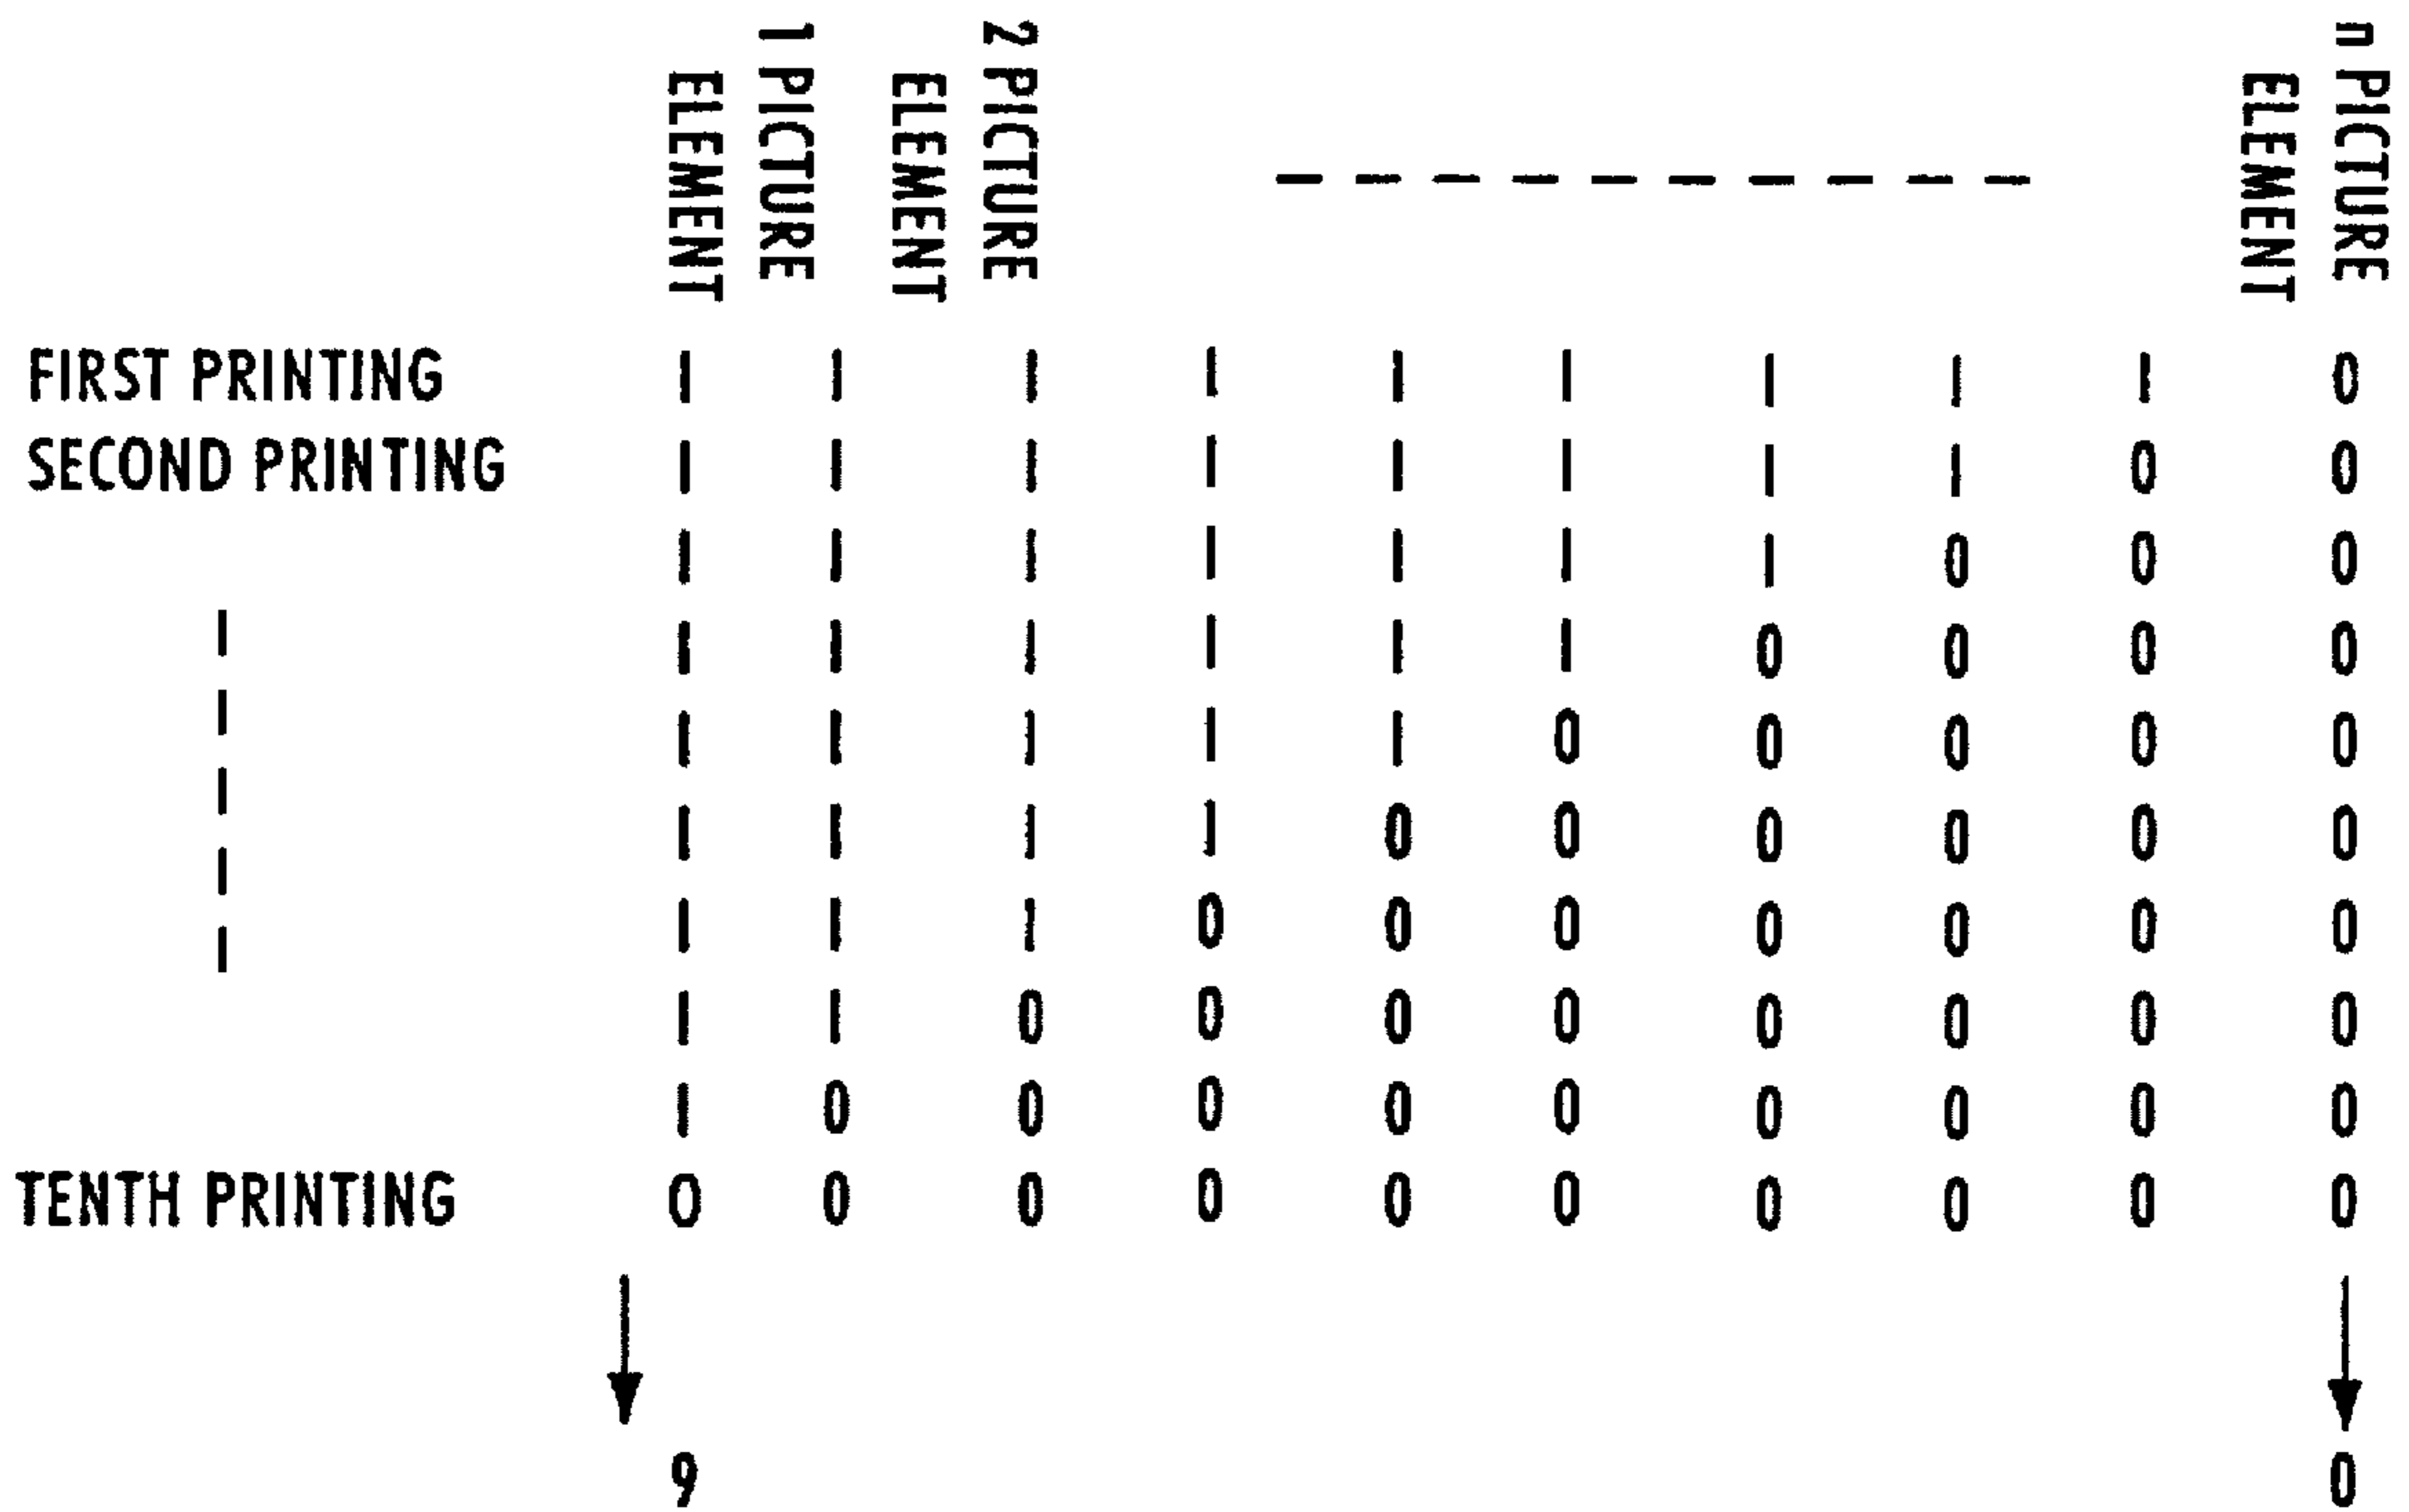 1 PICTURE ELEMENT
2 PICTURE ELEMENT
n PICTURE ELEMENT
FIRST PRINTING 1 1 1 1 1 1 1 1 1 0
SECOND PRINTING 1 1 1 1 1 1 1 1 0 0
1 1 1 1 1 1 1 0 0 0
1 1 1 1 1 1 0 0 0 0
1 1 1 1 1 0 0 0 0 0
1 1 1 1 0 0 0 0 0 0
1 1 1 0 0 0 0 0 0 0
1 1 0 0 0 0 0 0 0 0
1 0 0 0 0 0 0 0 0 0
TENTH PRINTING 0 0 0 0 0 0 0 0 0 0
9 0